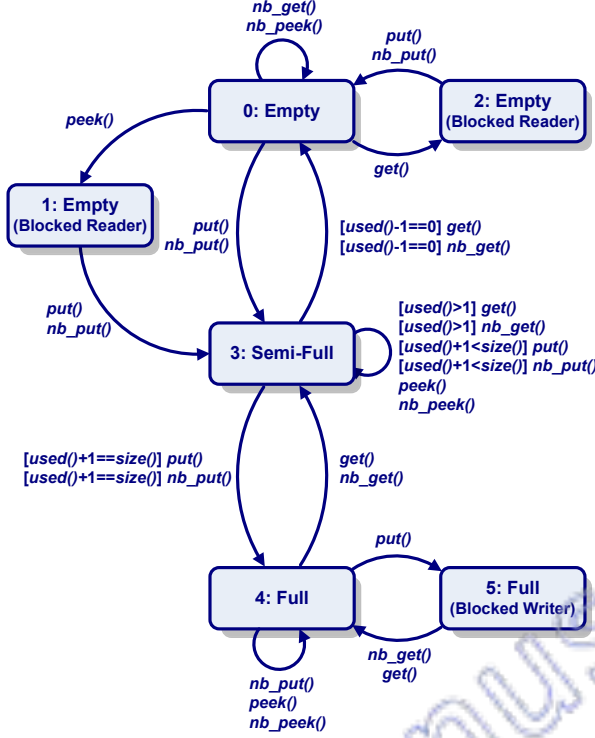 nb_get()
nb_peek()
put()
nb_put()
0: Empty
2: Empty
(Blocked Reader)
peek()
get()
1: Empty
(Blocked Reader)
put()
nb_put()
[used()-1==0] get()
[used()-1==0] nb_get()
put()
nb_put()
[used()>1] get()
[used()>1] nb_get()
[used()+1<size()] put()
[used()+1<size()] nb_put()
peek()
nb_peek()
3: Semi-Full
[used()+1==size()] put()
[used()+1==size()] nb_put()
get()
nb_get()
put()
4: Full
5: Full
(Blocked Writer)
nb_get()
get()
nb_put()
peek()
nb_peek()